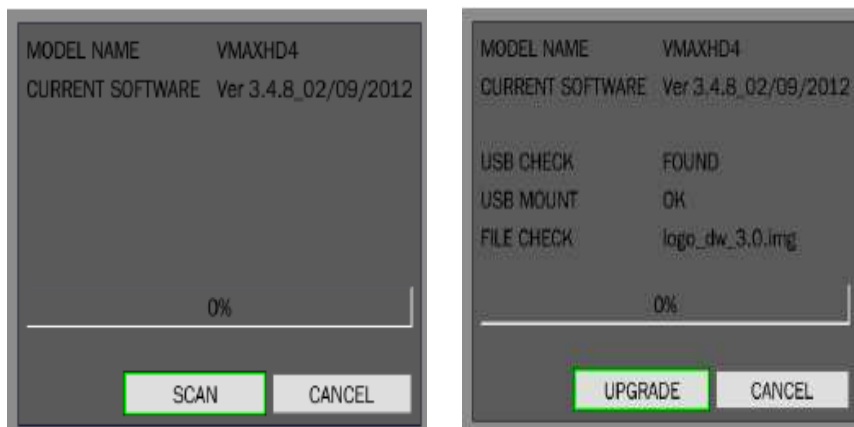 MODEL NAME VMAXHD4
CURRENT SOFTWARE Ver 3.4.8_02/09/2012
0%
SCAN CANCEL
MODEL NAME VMAXHD4
CURRENT SOFTWARE Ver 3.4.8_02/09/2012
USB CHECK FOUND
USB MOUNT OK
FILE CHECK logo_dw_3.0.img
0%
UPGRADE CANCEL